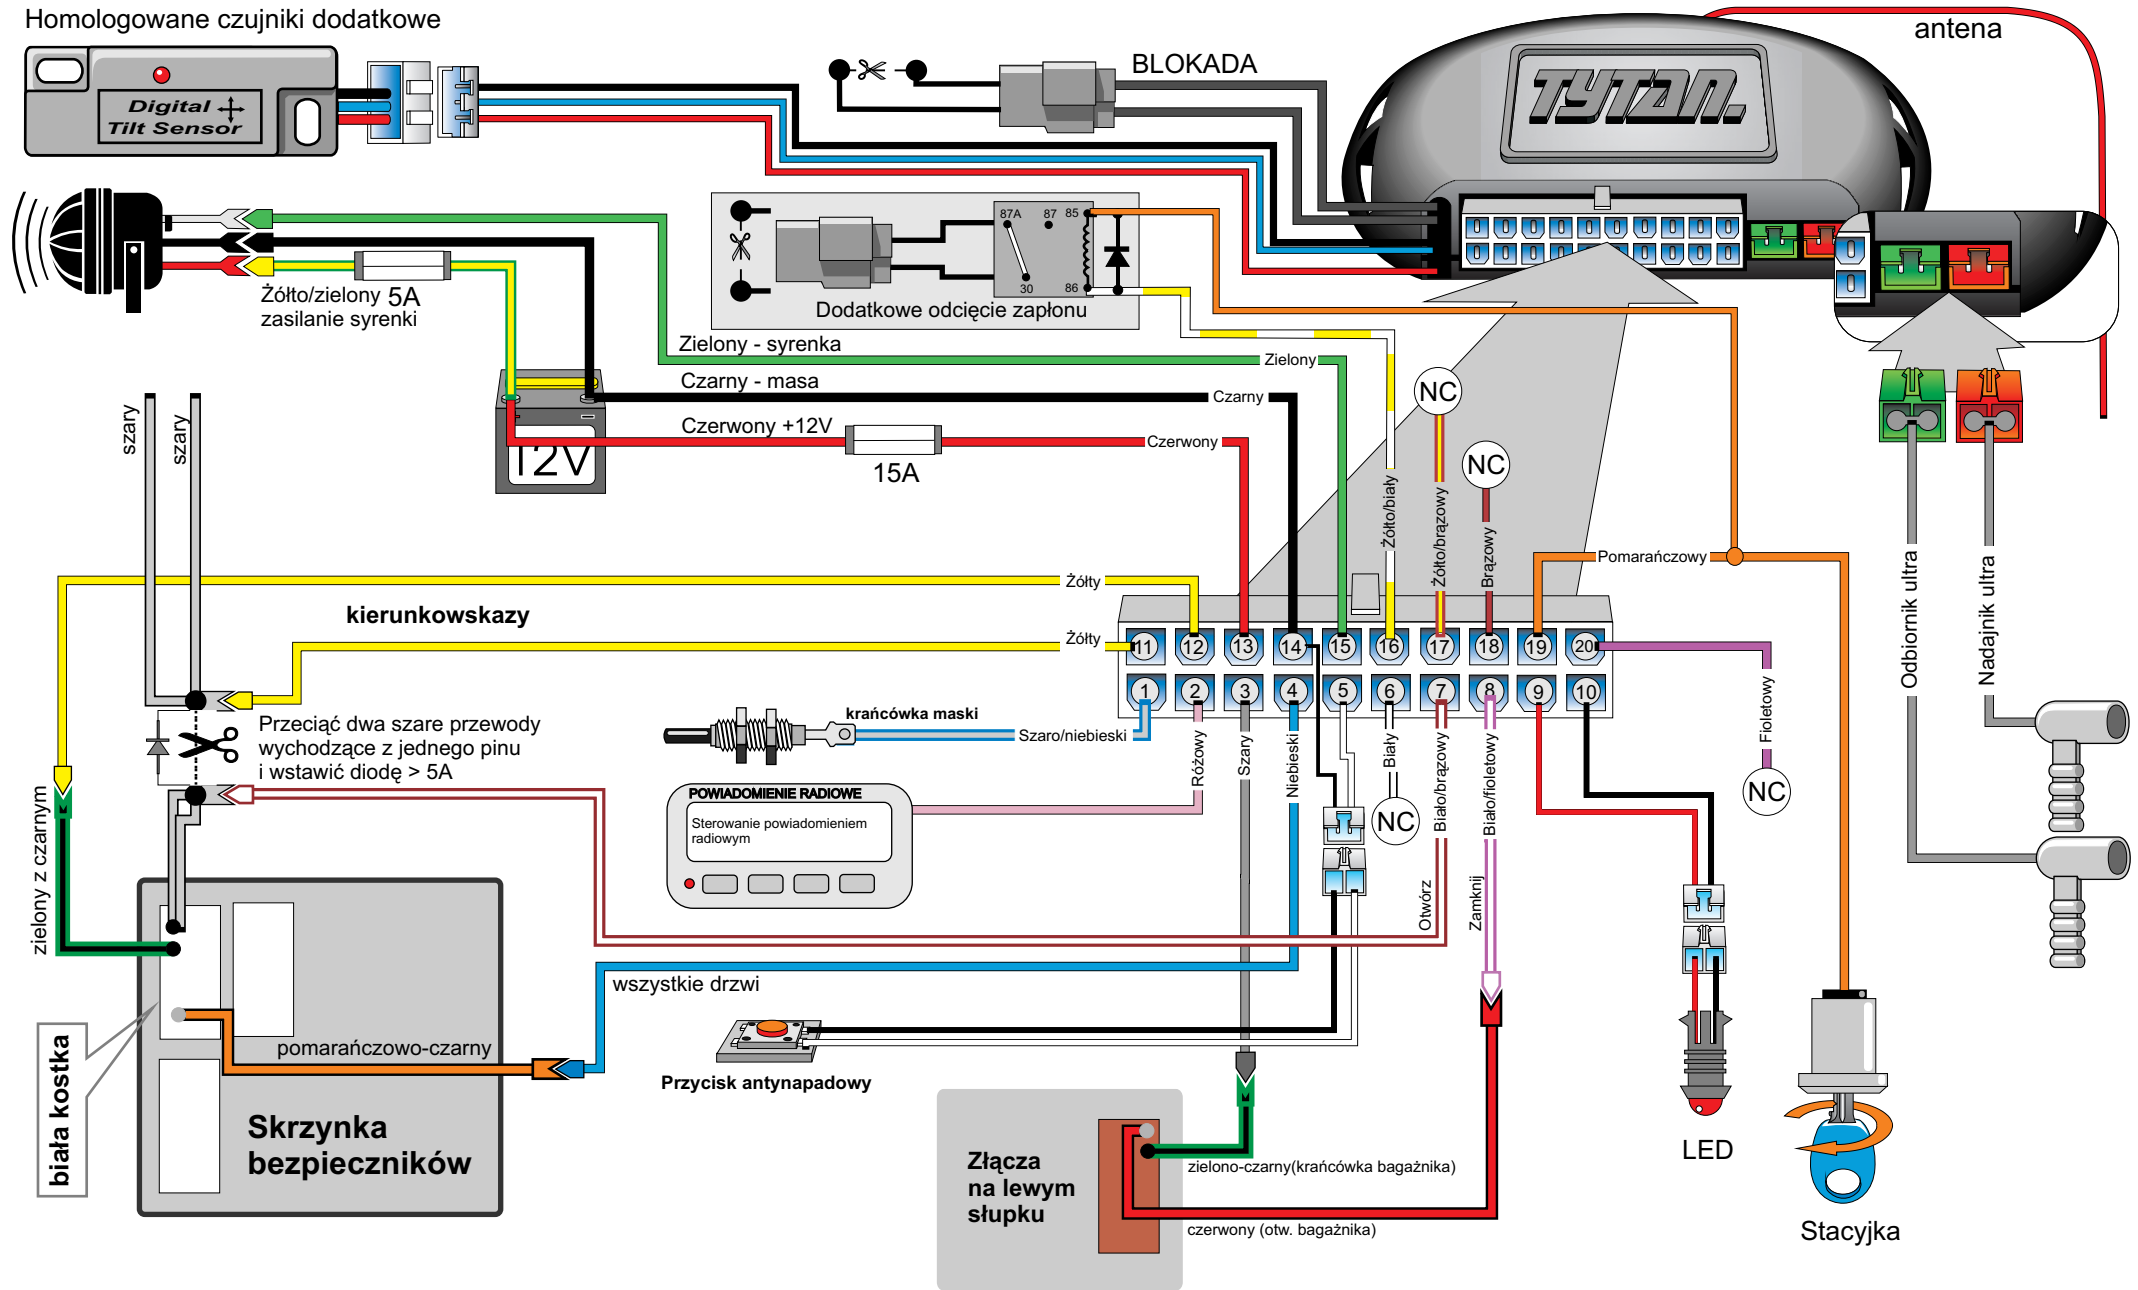 Homologowane czujniki dodatkowe
Digital
Tilt Sensor
BLOKADA
TYTAN.
antena
Żółto/zielony 5A
zasilanie syrenki
87A
87
85
30
86
Dodatkowe odcięcie zapłonu
Zielony - syrenka
Zielony
Czarny - masa
Czarny
Czerwony +12V
Czerwony
15A
12V
szary
szary
NC
NC
Żółto/biały
Żółto/brązowy
Brązowy
Pomarańczowy
Odbiornik ultra
Nadajnik ultra
Żółty
kierunkowskazy
Żółty
11
12
13
14
15
16
17
18
19
20
1
2
3
4
5
6
7
8
9
10
Fioletowy
NC
Przeciąć dwa szare przewody
wychodzące z jednego pinu
i wstawić diodę > 5A
krańcówka maski
Szaro/niebieski
Różowy
Szary
Niebieski
Biały
NC
Biało/brązowy
Biało/fioletowy
Otwórz
Zamknij
POWIADOMIENIE RADIOWE
Sterowanie powiadomieniem
radiowym
zielony z czarnym
wszystkie drzwi
pomarańczowo-czarny
biała kostka
Skrzynka
bezpieczników
Przycisk antynapadowy
Złącza
na lewym
słupku
zielono-czarny(krańcówka bagażnika)
czerwony (otw. bagażnika)
LED
Stacyjka